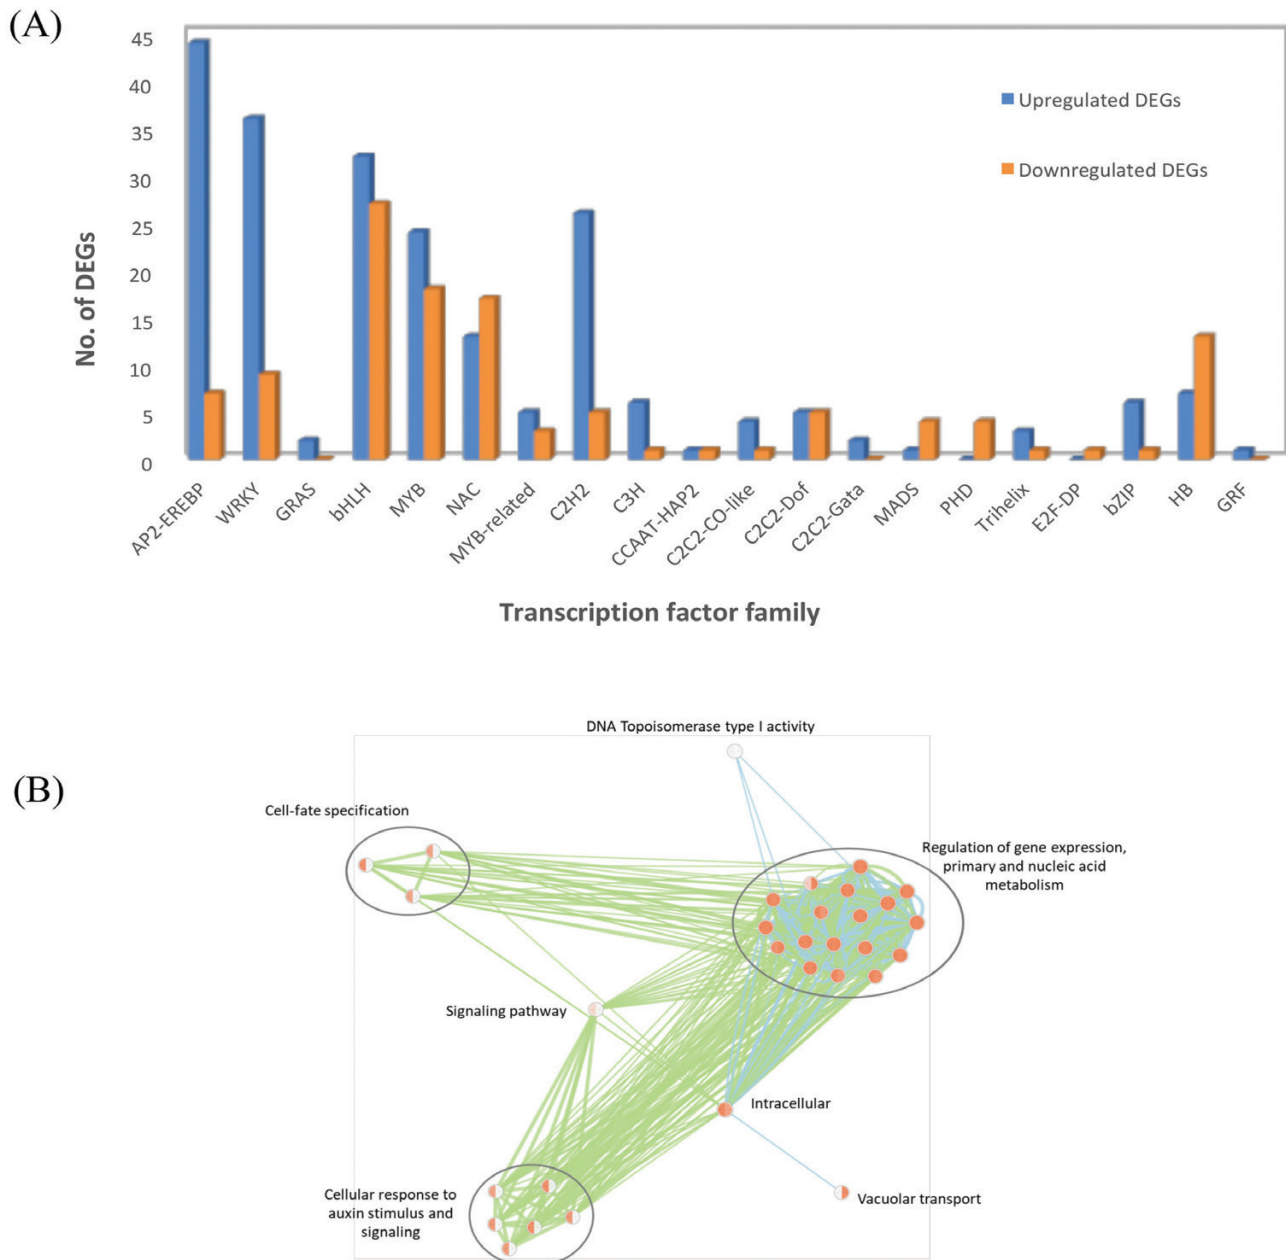 (A)
45
40
35
30
25
20
15
10
5
0
No. of DEGs
Upregulated DEGs
Downregulated DEGs
AP2-EREBP
WRKY
GRAS
bHLH
MYB
NAC
MYB-related
C2H2
C3H
CCAAT-HAP2
C2C2-CO-like
C2C2-Dof
C2C2-Gata
MADS
PHD
Trihelix
E2F-DP
bZIP
HB
GRF
Transcription factor family
(B)
DNA Topoisomerase type I activity
Cell-fate specification
Regulation of gene expression,
primary and nucleic acid
metabolism
Signaling pathway
Intracellular
Cellular response to
auxin stimulus and
signaling
Vacuolar transport